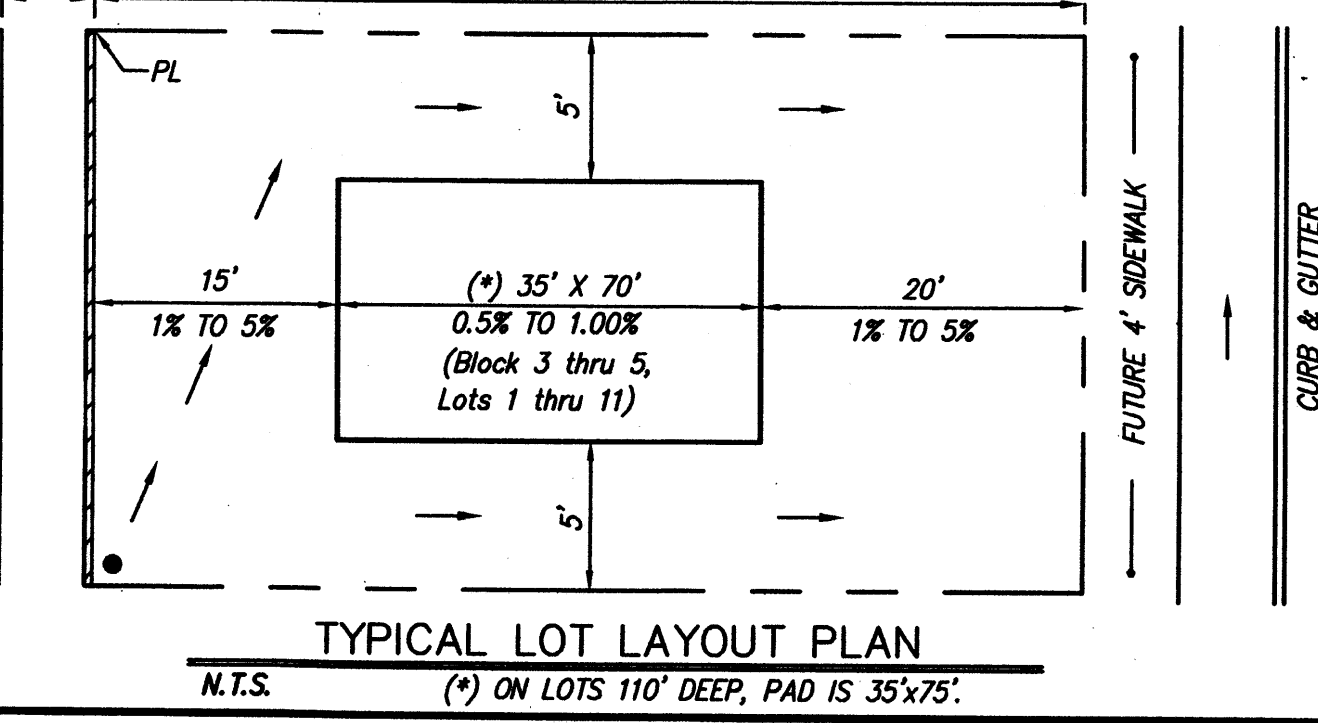 PL
5'
15'
1% TO 5%
(*) 35' X 70'
0.5% TO 1.00%
(Block 3 thru 5,
Lots 1 thru 11)
20'
1% TO 5%
5'
FUTURE 4' SIDEWALK
CURB & GUTTER
TYPICAL LOT LAYOUT PLAN
N.T.S.
(*) ON LOTS 110' DEEP, PAD IS 35'x75'.